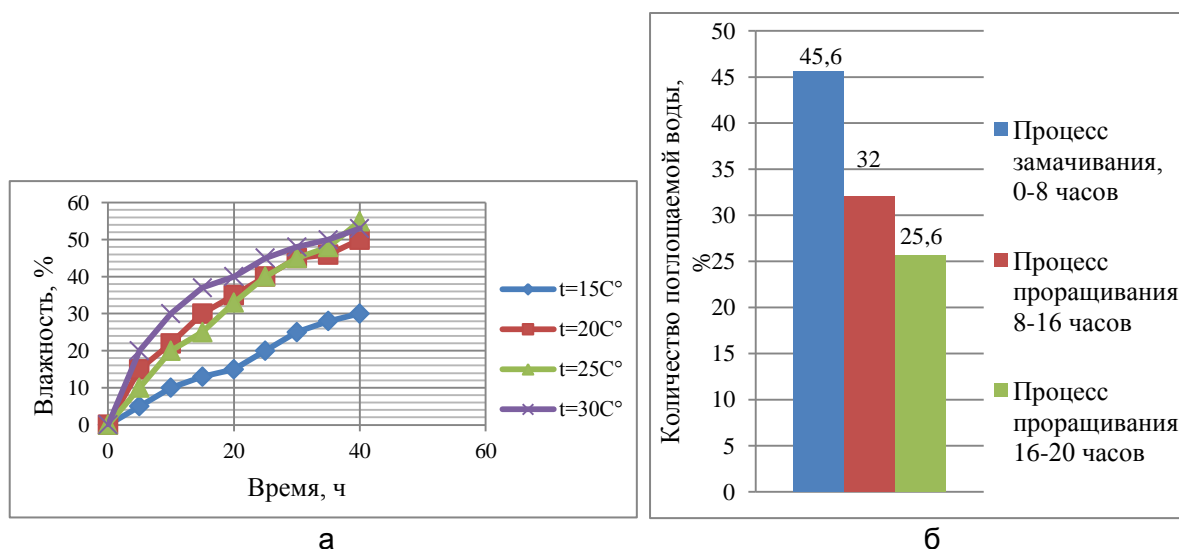 60
50
40
30
20
10
0
0
20
40
60
Влажность, %
Время, ч
t=15C°
t=20C°
t=25C°
t=30C°
а
50
45
40
35
30
25
20
15
10
5
0
Количество поглощаемой воды,
%
45,6
32
25,6
Процесс
замачивания,
0-8 часов
Процесс
проращивания
8-16 часов
Процесс
проращивания
16-20 часов
б